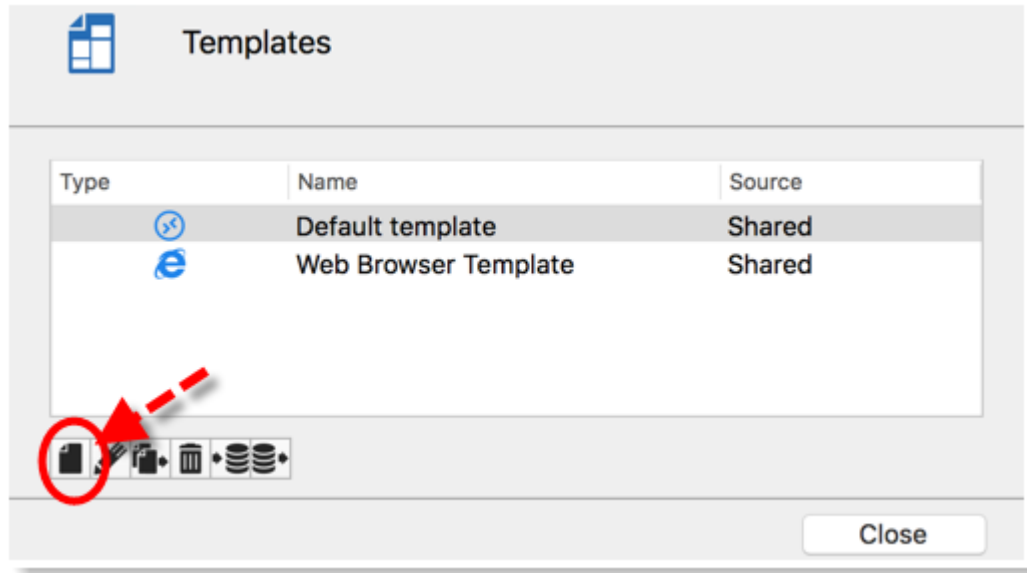 Templates
Type Name Source
Default template Shared
Web Browser Template Shared
Close